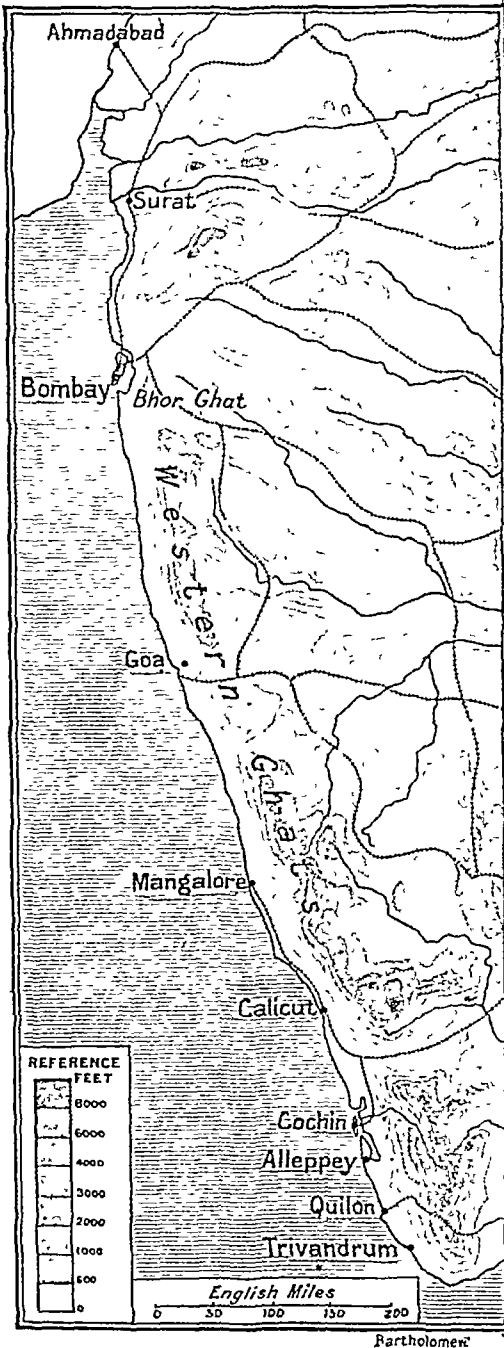 Ahmadabad
Surat
Bombay
Bhor Ghat
Western
Ghats
Goa
Mangalore
Calicut
REFERENCE
FEET
8000
6000
4000
3000
2000
1000
500
0
Cochin
Alleppey
Quilon
Trivandrum
English Miles
0 50 150 200
Bartholomew